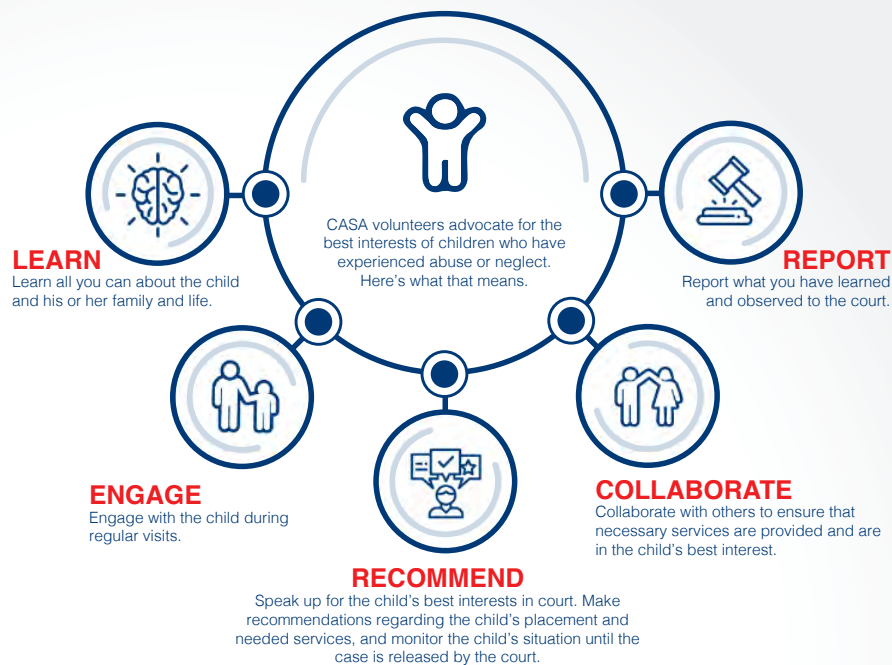 CASA volunteers advocate for the
best interests of children who have
experienced abuse or neglect.
Here’s what that means.
LEARN
Learn all you can about the child
and his or her family and life.
ENGAGE
Engage with the child during
regular visits.
RECOMMEND
Speak up for the child’s best interests in court. Make
recommendations regarding the child’s placement and
needed services, and monitor the child’s situation until the
case is released by the court.
COLLABORATE
Collaborate with others to ensure that
necessary services are provided and are
in the child’s best interest.
REPORT
Report what you have learned
and observed to the court.